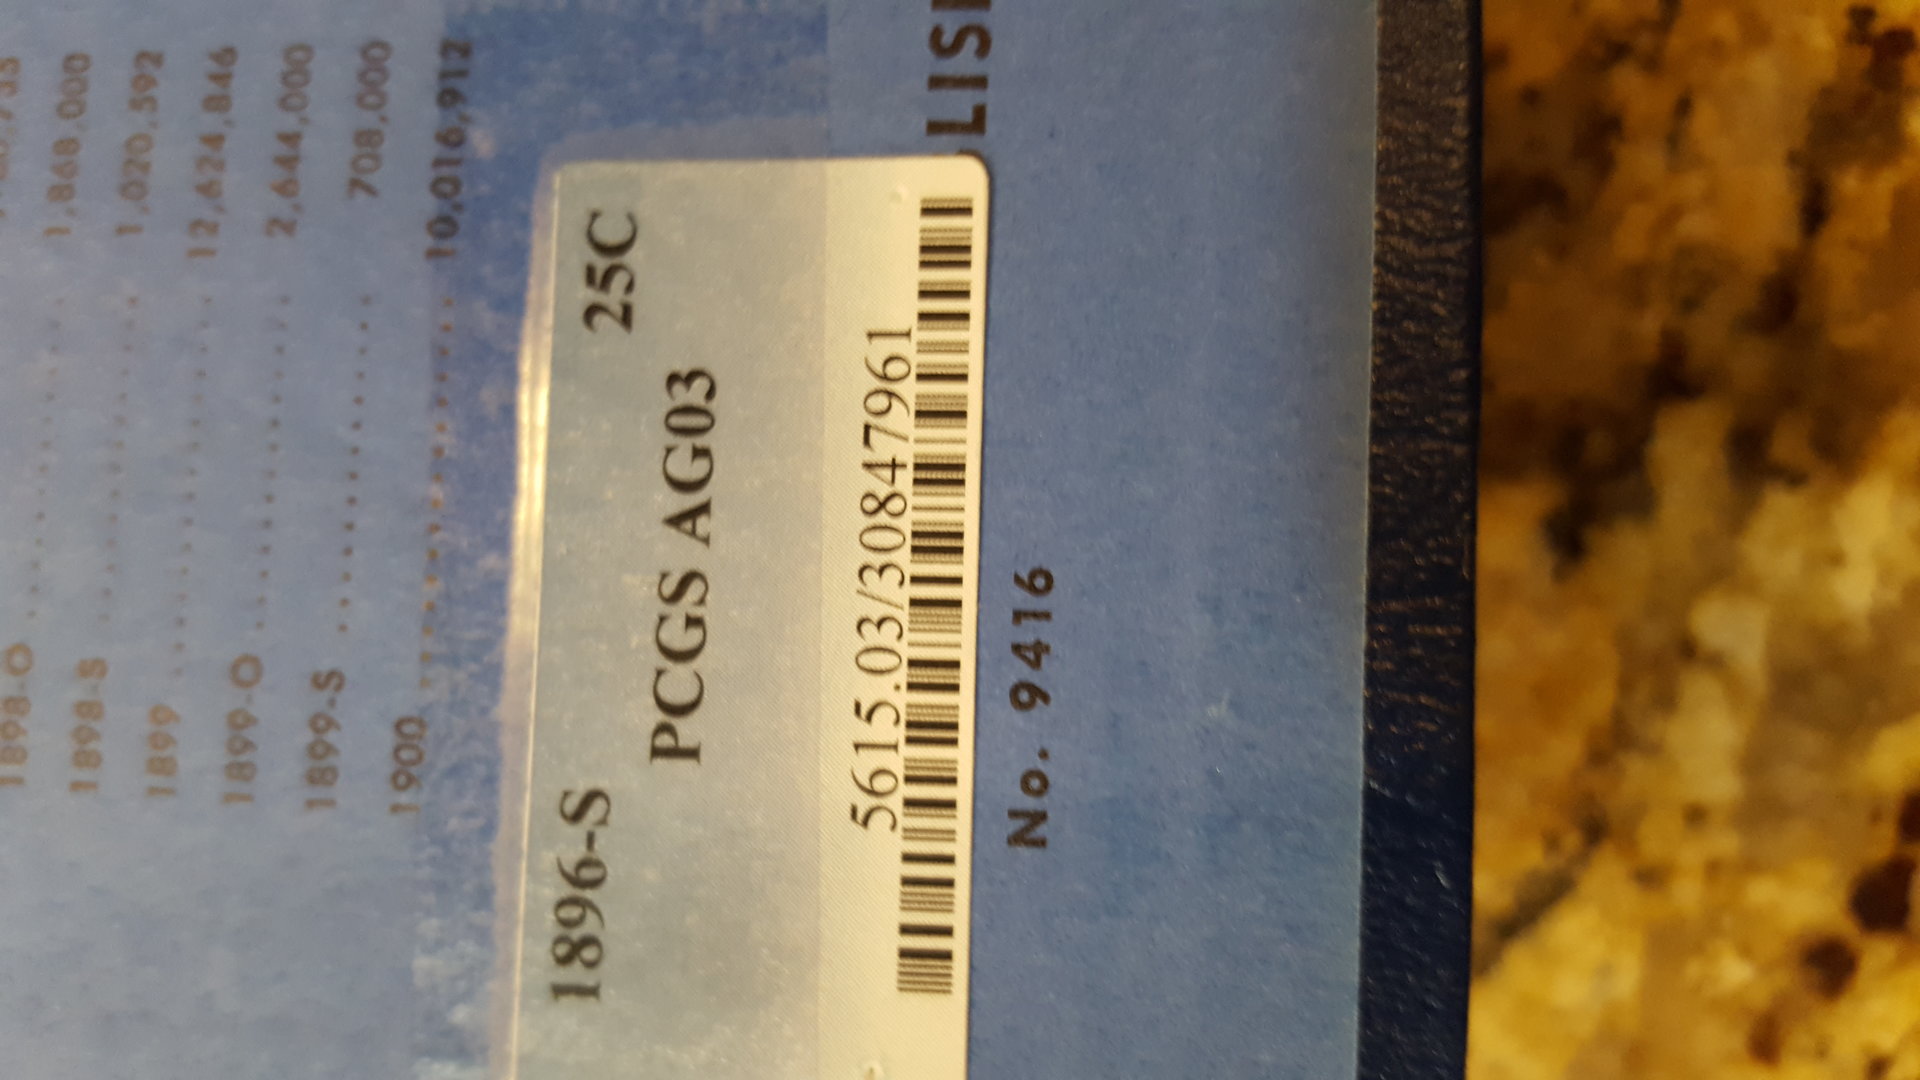 1898-O ..........
1898-S .......... 1,868,000
1899 .......... 1,020,592
1899-O .......... 12,624,846
1899-S .......... 2,644,000
708,000
1900 .......... 10,016,912
1896-S 25C
PCGS AG03
5615.03/30847961
LIS
No. 9416